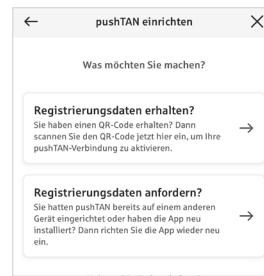 pushTAN einrichten
Was möchten Sie machen?
Registrierungsdaten erhalten?
Sie haben einen QR-Code erhalten? Dann
scannen Sie den QR-Code jetzt hier ein, um Ihre
pushTAN-Verbindung zu aktivieren.
Registrierungsdaten anfordern?
Sie hatten pushTAN bereits auf einem anderen
Gerät eingerichtet oder haben die App neu
installiert? Dann richten Sie die App wieder neu
ein.